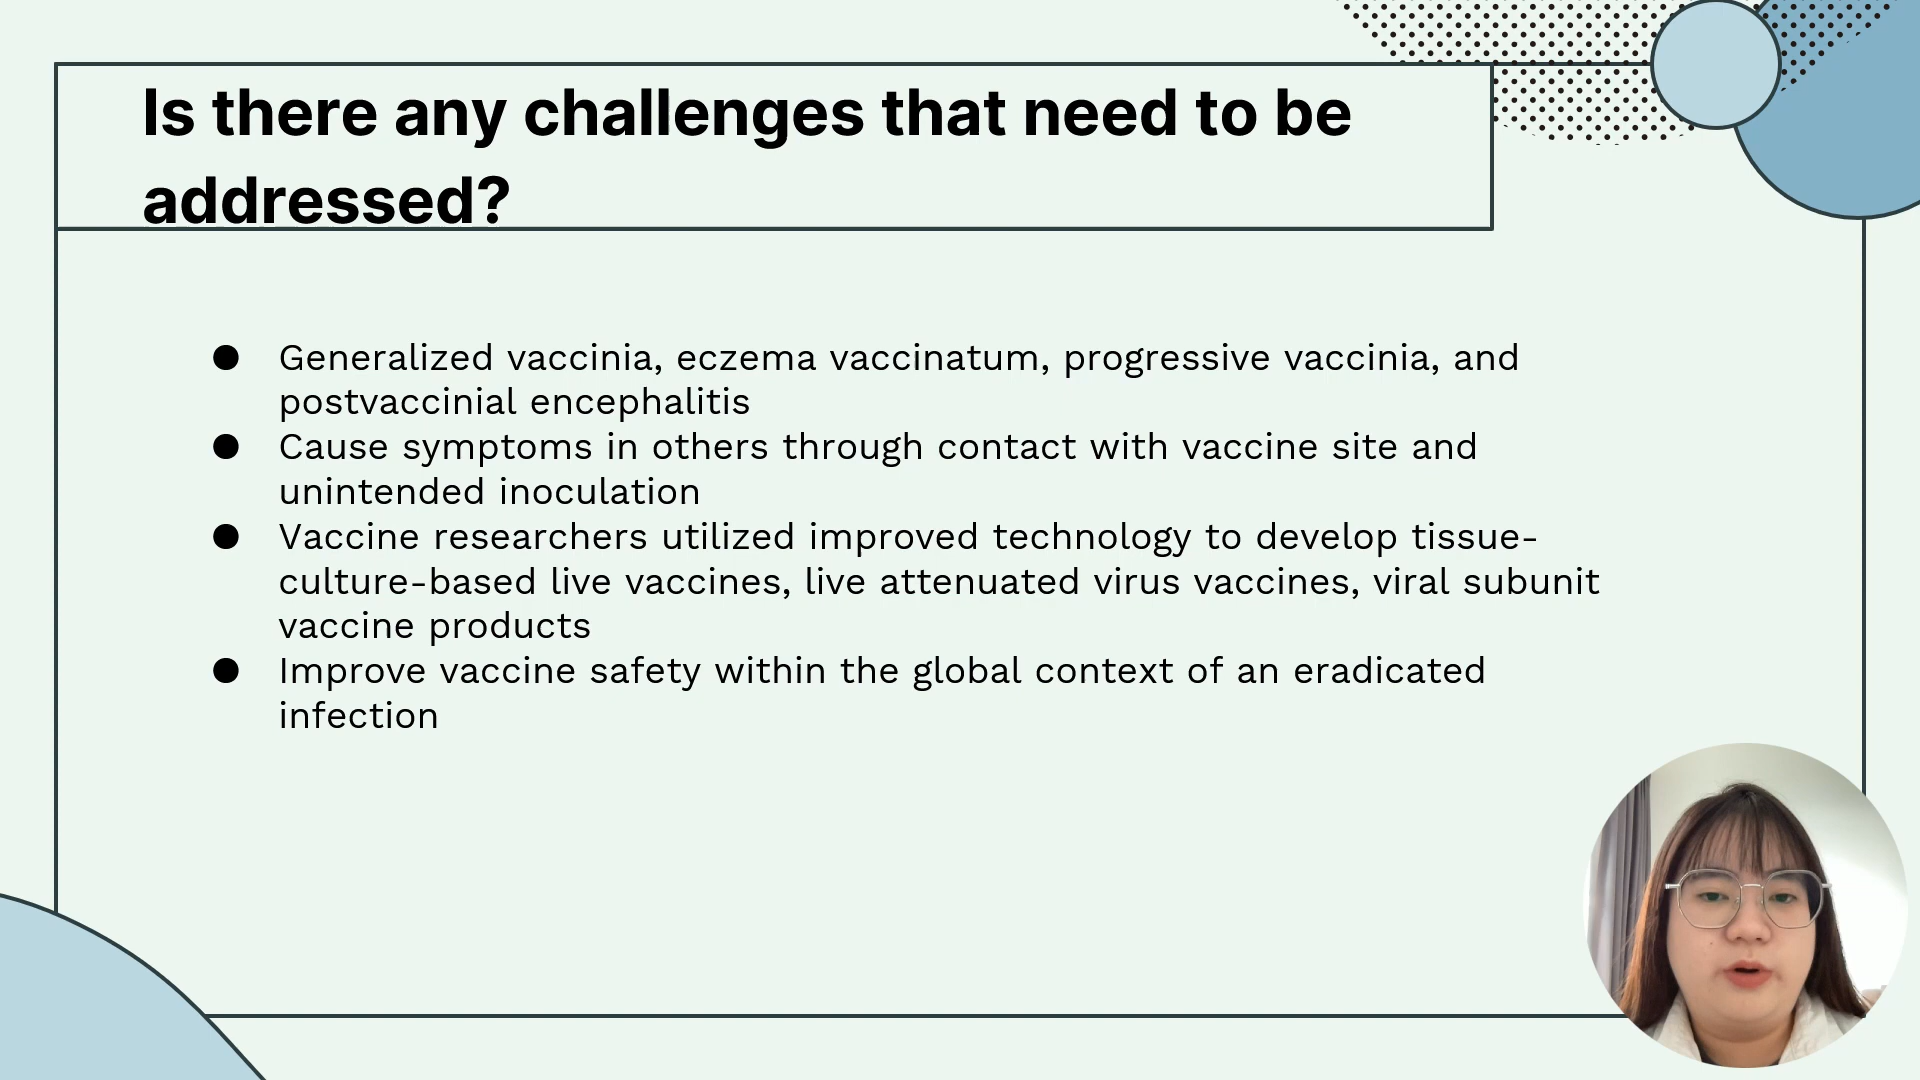 Is there any challenges that need to be
addressed?
● Generalized vaccinia, eczema vaccinatum, progressive vaccinia, and
postvaccinial encephalitis
● Cause symptoms in others through contact with vaccine site and
unintended inoculation
● Vaccine researchers utilized improved technology to develop tissue-
culture-based live vaccines, live attenuated virus vaccines, viral subunit
vaccine products
● Improve vaccine safety within the global context of an eradicated
infection